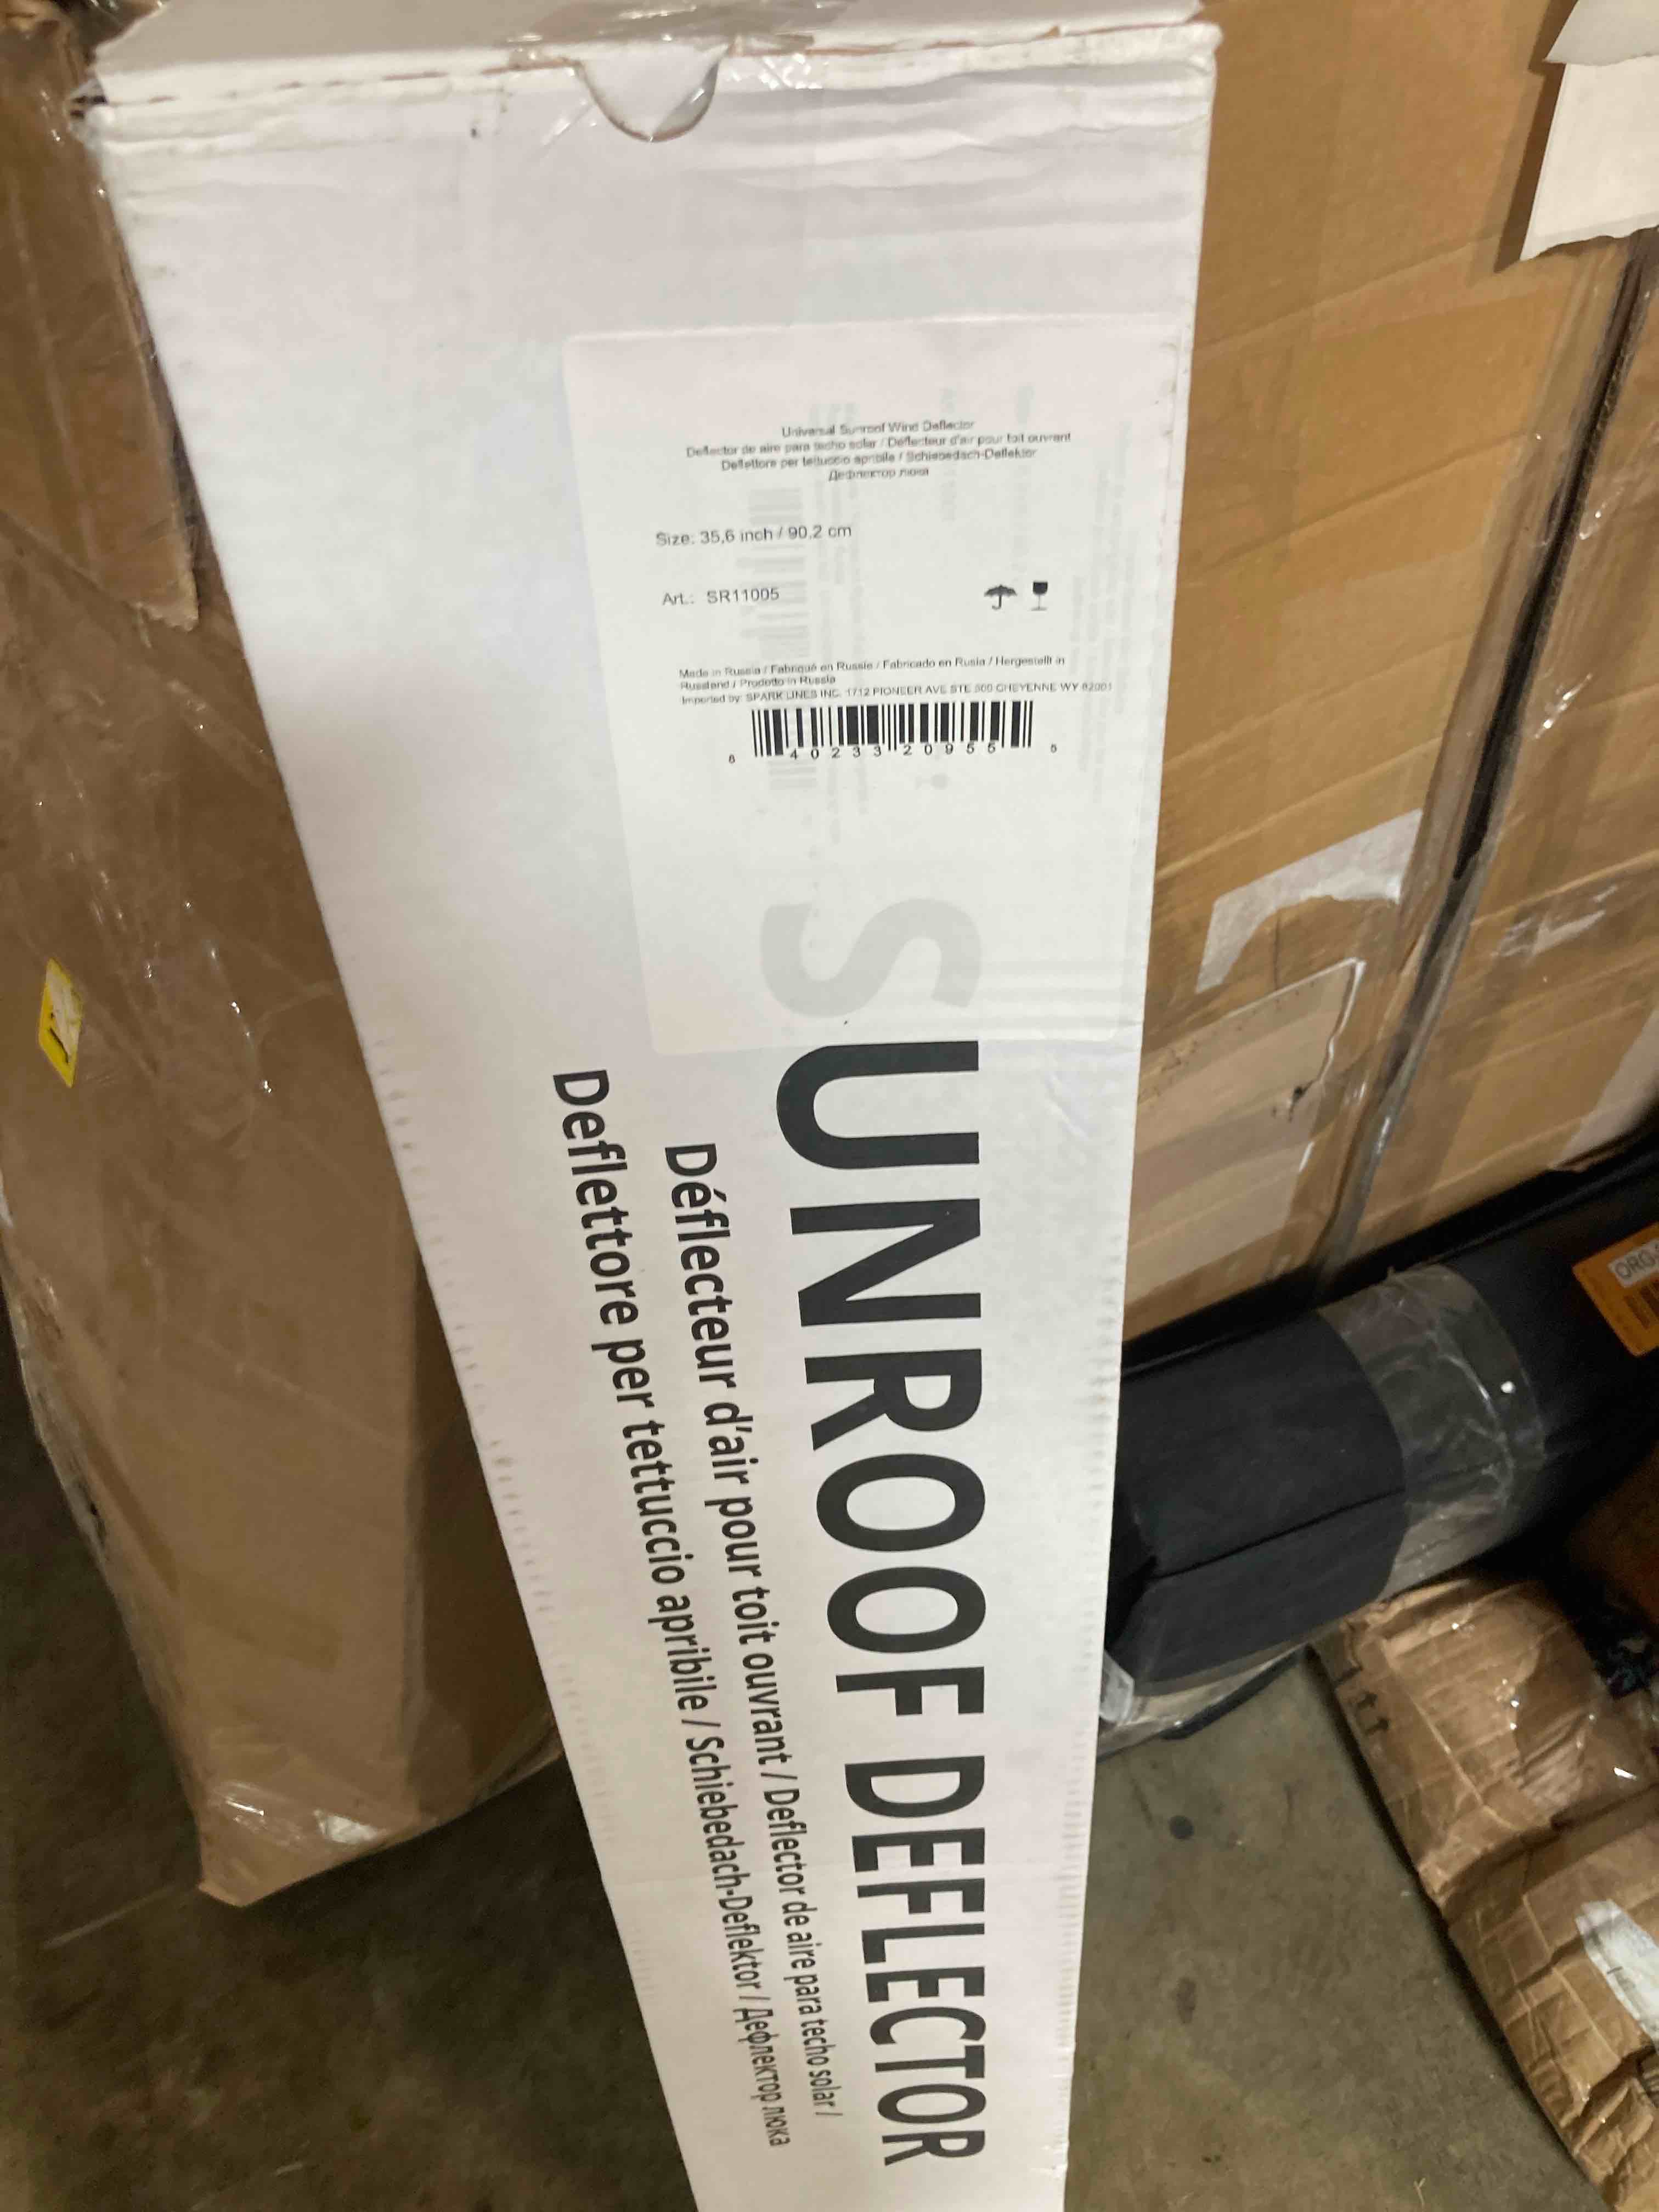 Universal Sunroof Wind Deflector
Deflector de aire para techo solar / Déflecteur d'air pour toit ouvrant
Deflettore per tettuccio apribile / Schiebedach-Deflektor
Дефлектор люка
Size: 35,6 inch / 90.2 cm
Art.: SR11005
Made in Russia / Fabriqué en Russie / Fabricado en Rusia / Hergestellt in
Russland / Prodotto in Russia
Imported by: SPARK LINES INC. 1712 PIONEER AVE STE 500 CHEYENNE WY 82001
8 40233 20955 5
SUNROOF DEFLECTOR
Déflecteur d'air pour toit ouvrant / Deflector de aire para techo solar /
Deflettore per tettuccio apribile / Schiebedach-Deflektor / Дефлектор люка